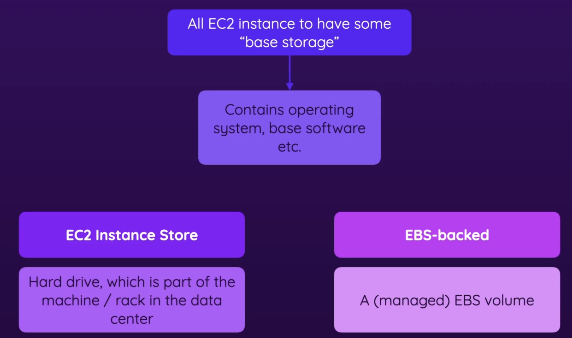 All EC2 instance to have some
“base storage”
Contains operating
system, base software
etc.
EC2 Instance Store
EBS-backed
Hard drive, which is part of the
machine / rack in the data
center
A (managed) EBS volume